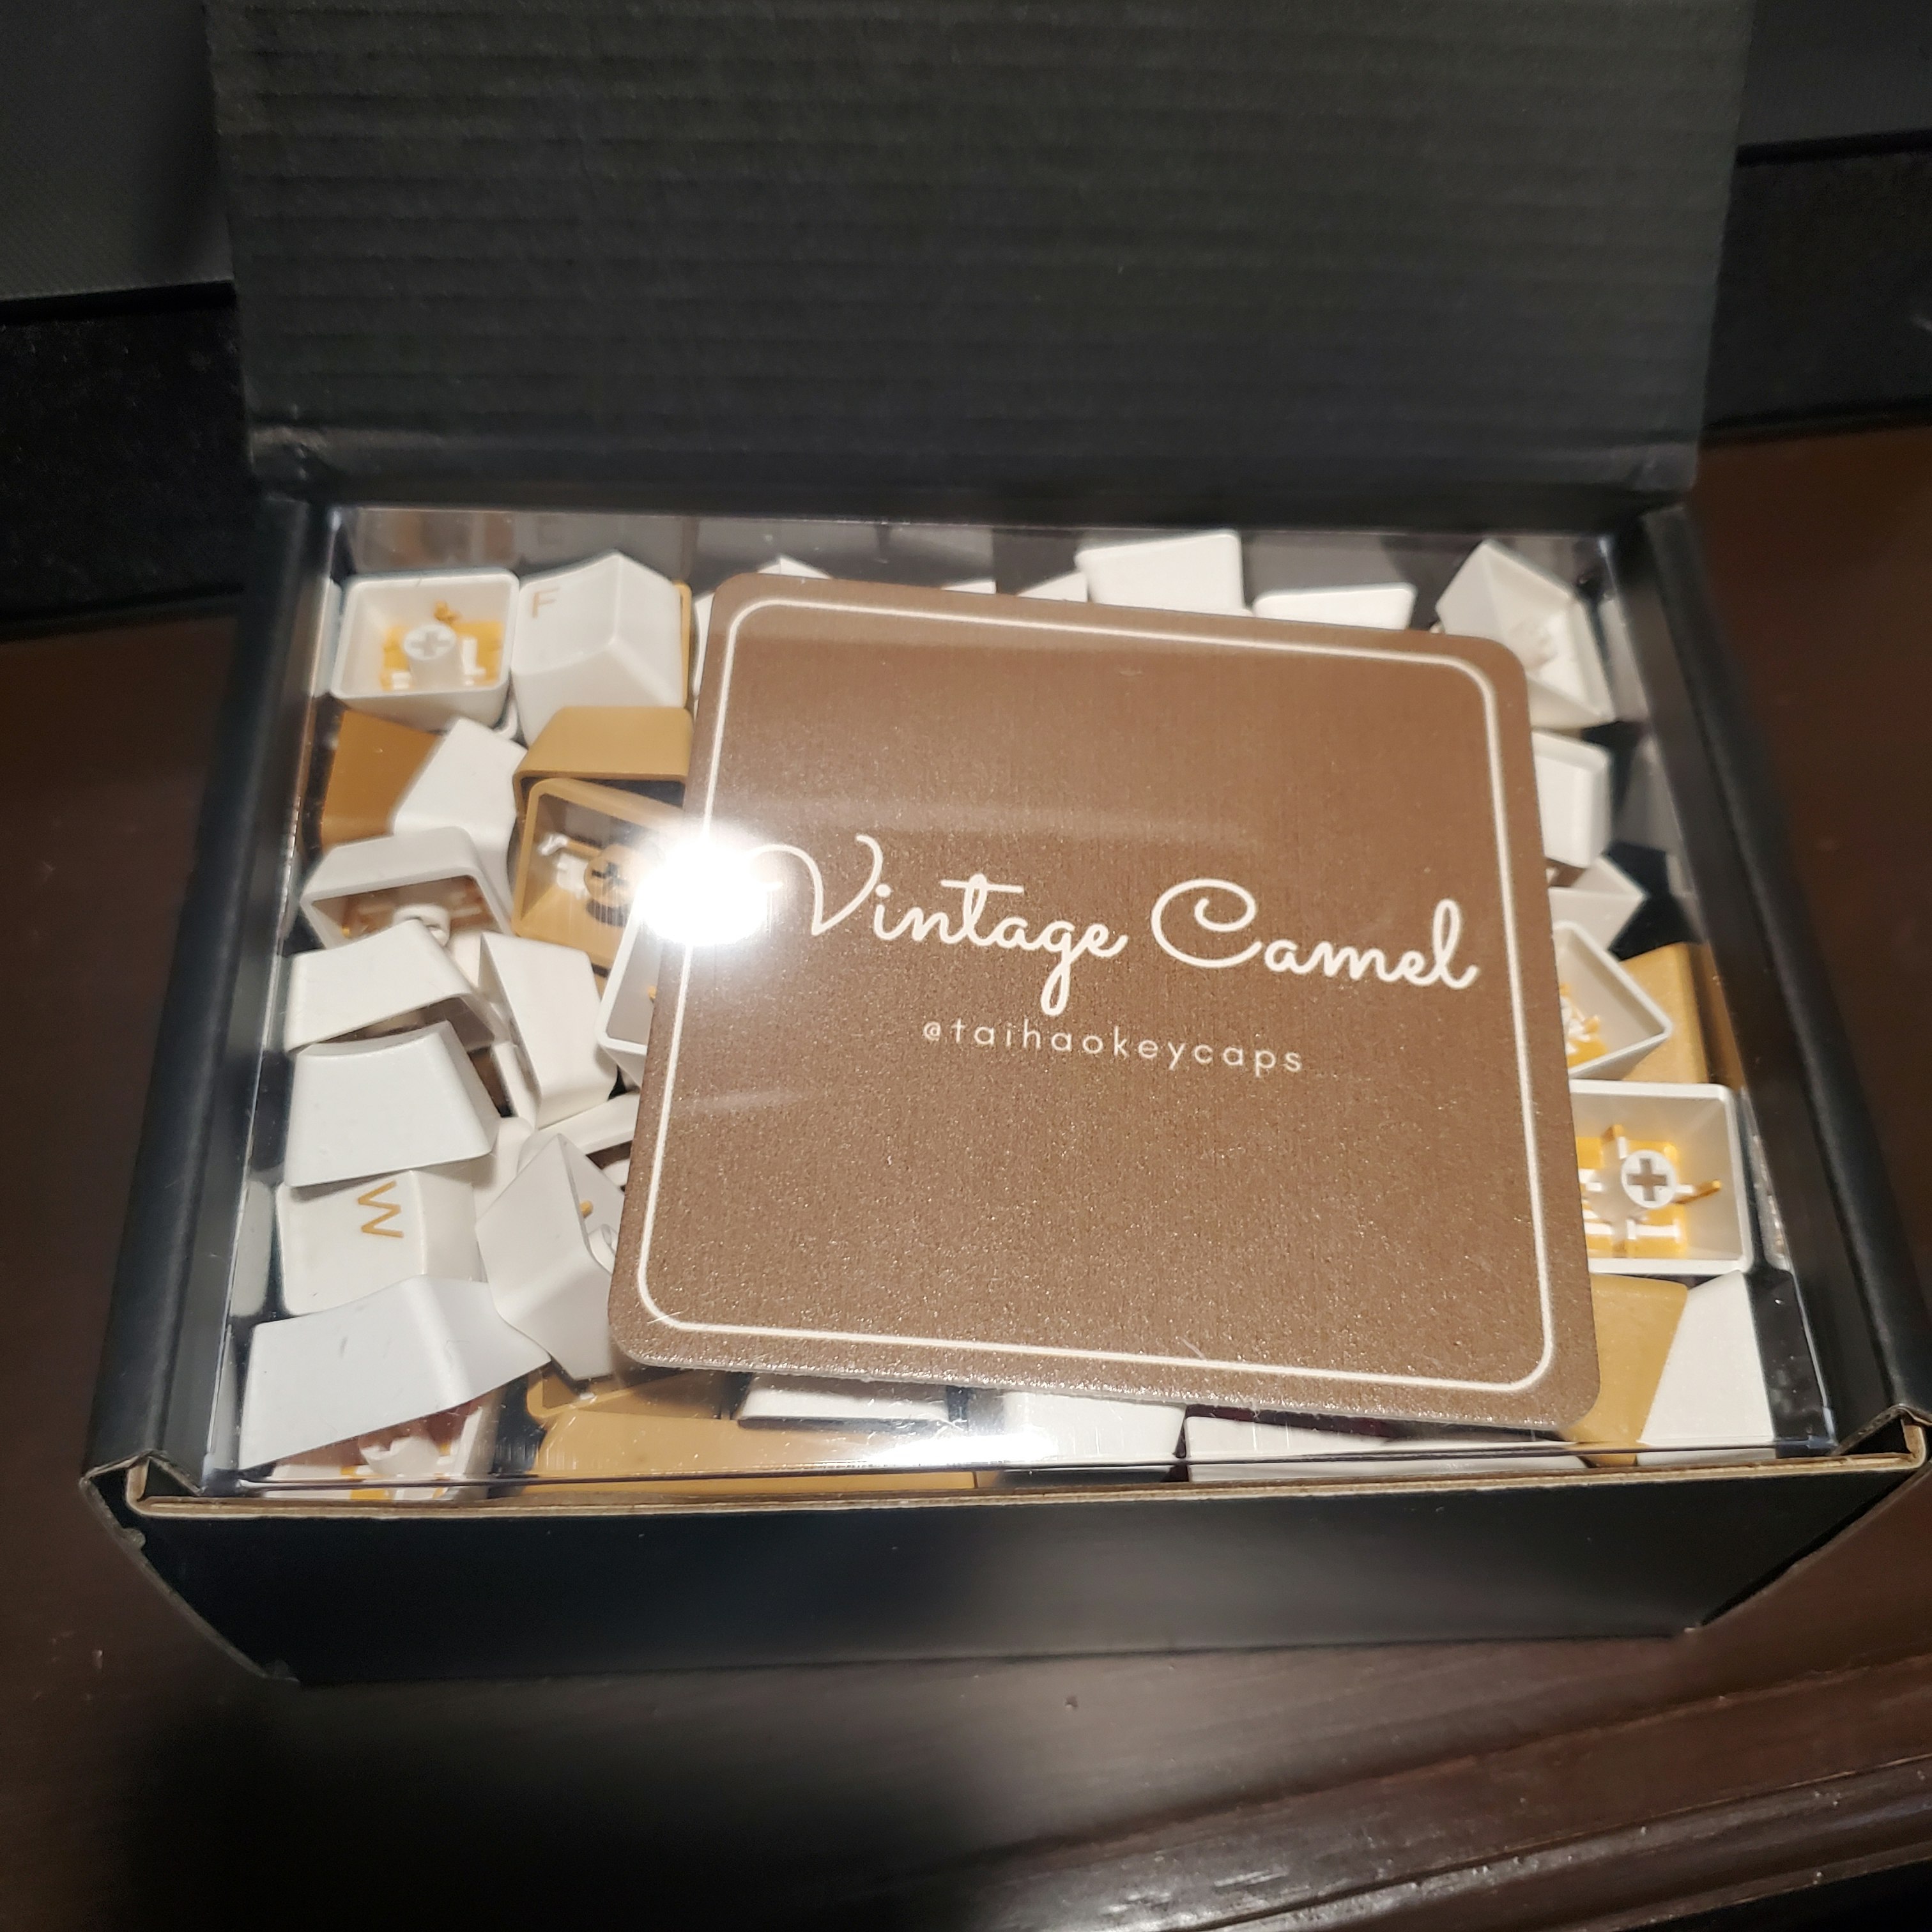 F
Vintage Camel
@taihaokeycaps
W